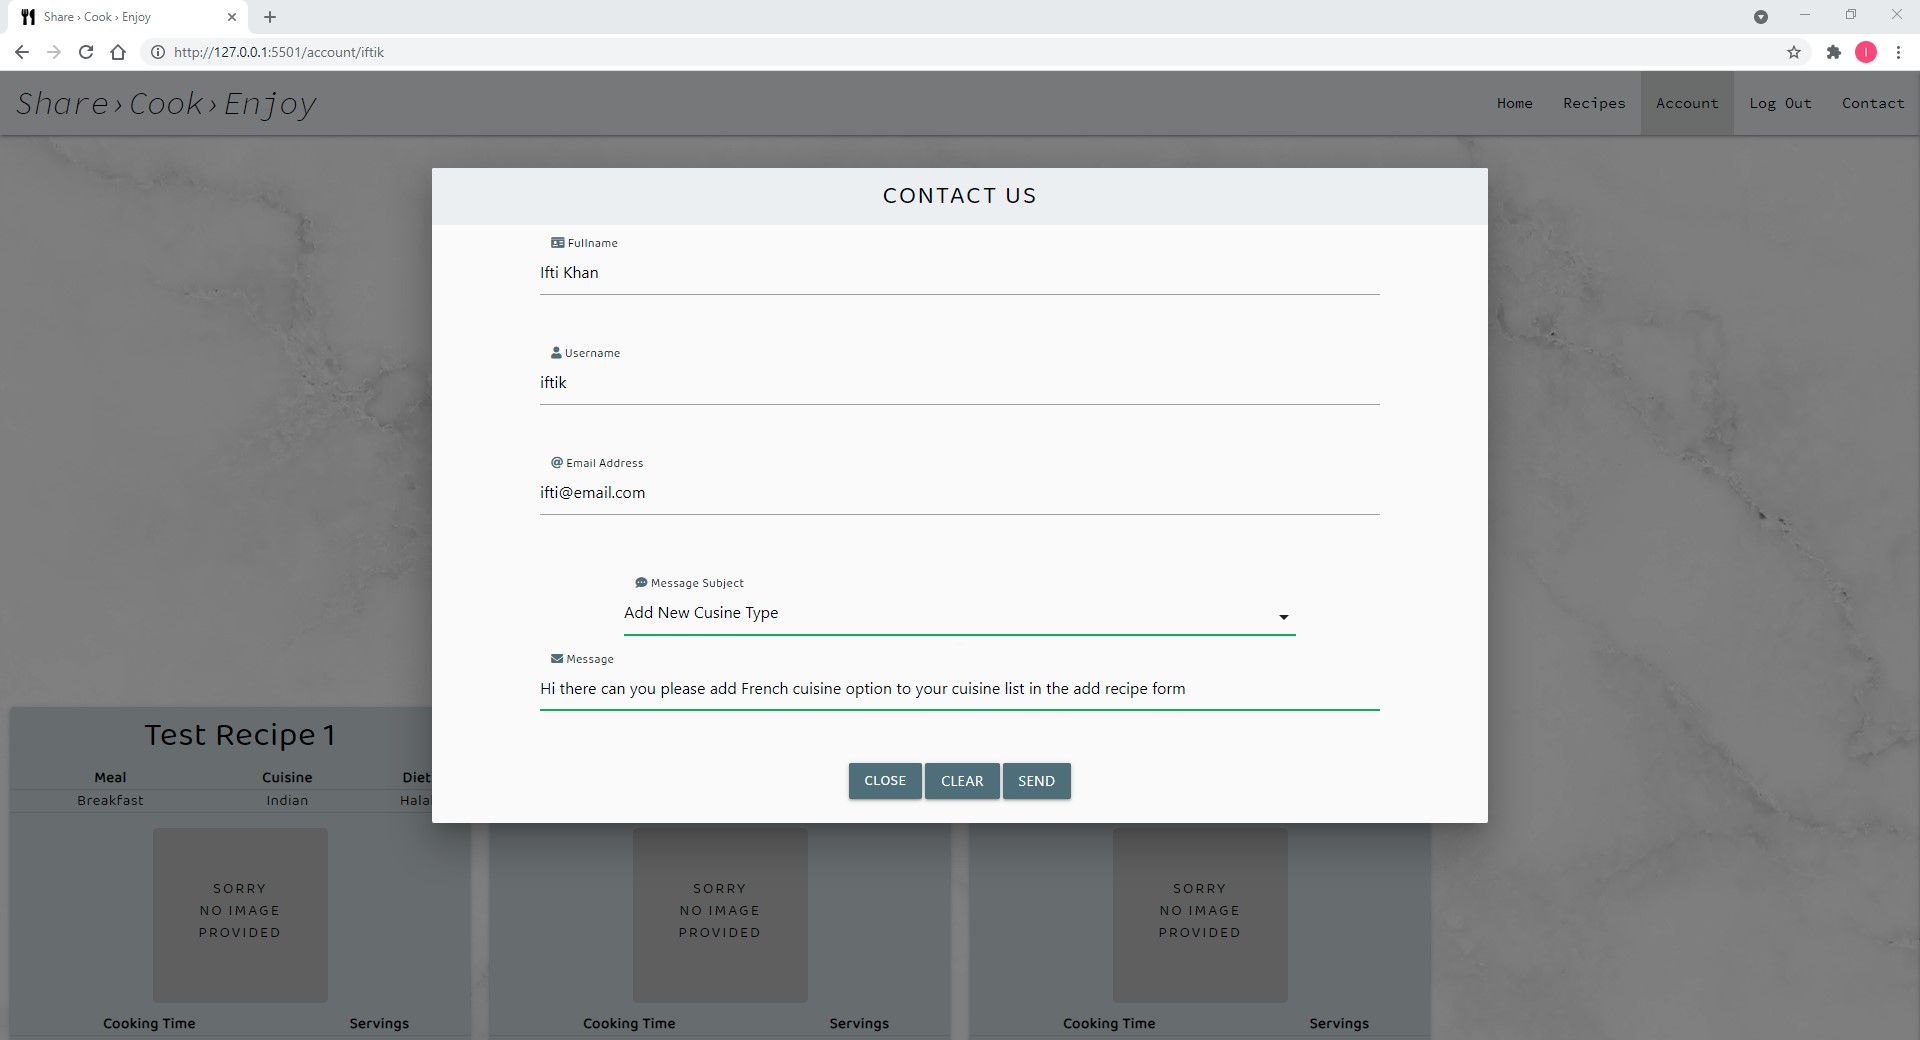 Share › Cook › Enjoy
http://127.0.0.1:5501/account/iftik
I
Share›Cook›Enjoy
Home Recipes Account Log Out Contact
CONTACT US
Fullname
Ifti Khan
Username
iftik
Email Address
ifti@email.com
Message Subject
Add New Cusine Type
Message
Hi there can you please add French cuisine option to your cuisine list in the add recipe form
CLOSE CLEAR SEND
Test Recipe 1
Meal Cuisine Diet
Breakfast Indian
SORRY
NO IMAGE
PROVIDED
Cooking Time Servings
SORRY
NO IMAGE
PROVIDED
Cooking Time Servings
SORRY
NO IMAGE
PROVIDED
Cooking Time Servings